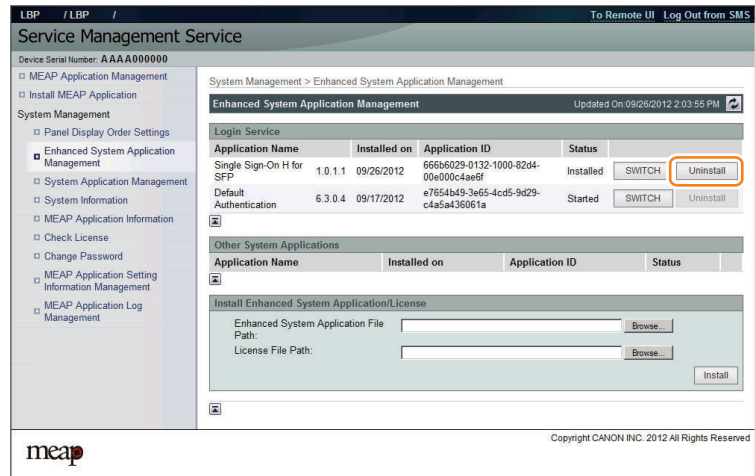 LBP / LBP /
To Remote UI Log Out from SMS
Service Management Service
Device Serial Number: AAAA000000
MEAP Application Management
Install MEAP Application
System Management
Panel Display Order Settings
Enhanced System Application
Management
System Application Management
System Information
MEAP Application Information
Check License
Change Password
MEAP Application Setting
Information Management
MEAP Application Log
Management
System Management > Enhanced System Application Management
Enhanced System Application Management Updated On:09/26/2012 2:03:55 PM
Login Service
Application Name Installed on Application ID Status
Single Sign-On H for
SFP 1.0.1.1 09/26/2012 666b6029-0132-1000-82d4-
00e000c4ae6f Installed SWITCH Uninstall
Default
Authentication 6.3.0.4 09/17/2012 e7654b49-3e65-4cd5-9d29-
c4a5a436061a Started SWITCH Uninstall
Other System Applications
Application Name Installed on Application ID Status
Install Enhanced System Application/License
Enhanced System Application File
Path: Browse...
License File Path: Browse...
Install
Copyright CANON INC. 2012 All Rights Reserved
meap